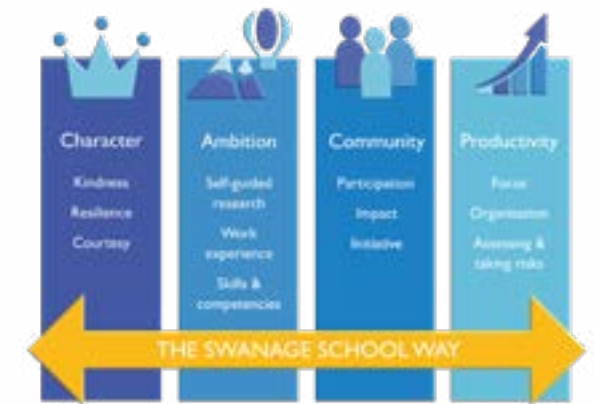 Character
Kindness
Resilience
Courtesy
Ambition
Self-guided
research
Work
experience
Skills &
competencies
Community
Participation
Impact
Initiative
Productivity
Focus
Organisation
Assessing &
taking risks
THE SWANAGE SCHOOL WAY